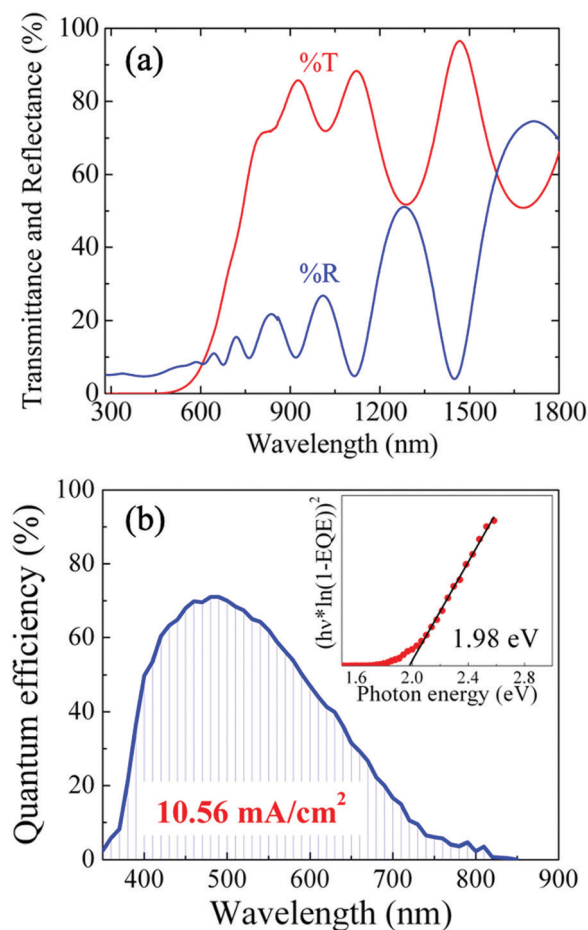 (a)
%T
%R
Transmittance and Reflectance (%)
100
80
60
40
20
0
300 600 900 1200 1500 1800
Wavelength (nm)
(b)
Quantum efficiency (%)
100
80
60
40
20
0
400 500 600 700 800 900
Wavelength (nm)
10.56 mA/cm²
(hν*ln(1-EQE))²
1.98 eV
1.6 2.0 2.4 2.8
Photon energy (eV)